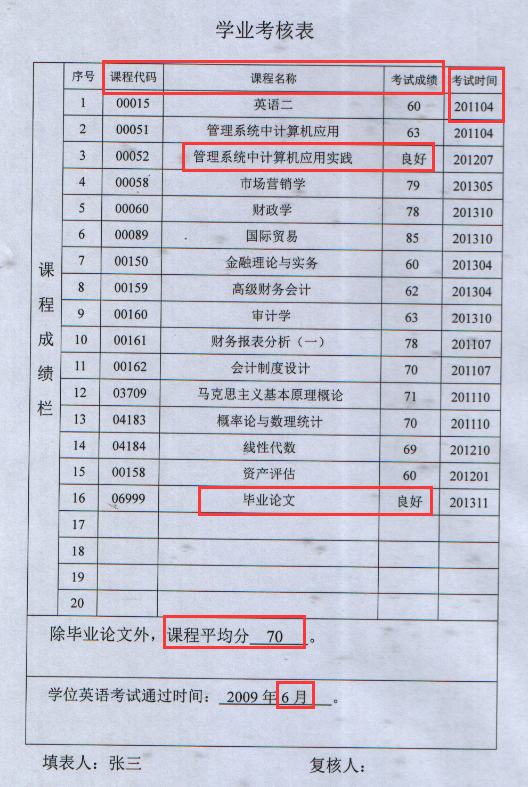 学业考核表
序号 课程代码 课程名称 考试成绩 考试时间
1 00015 英语二 60 201104
2 00051 管理系统中计算机应用 63 201104
3 00052 管理系统中计算机应用实践 良好 201207
4 00058 市场营销学 79 201305
5 00060 财政学 78 201310
6 00089 国际贸易 85 201310
7 00150 金融理论与实务 60 201304
8 00159 高级财务会计 62 201304
9 00160 审计学 63 201310
10 00161 财务报表分析（一） 78 201107
11 00162 会计制度设计 70 201107
12 03709 马克思主义基本原理概论 71 201110
13 04183 概率论与数理统计 70 201110
14 04184 线性代数 69 201210
15 00158 资产评估 60 201201
16 06999 毕业论文 良好 201311
17
18
19
20
课程成绩栏
除毕业论文外，课程平均分 70 。
学位英语考试通过时间：2009 年 6 月 。
填表人：张三 复核人：